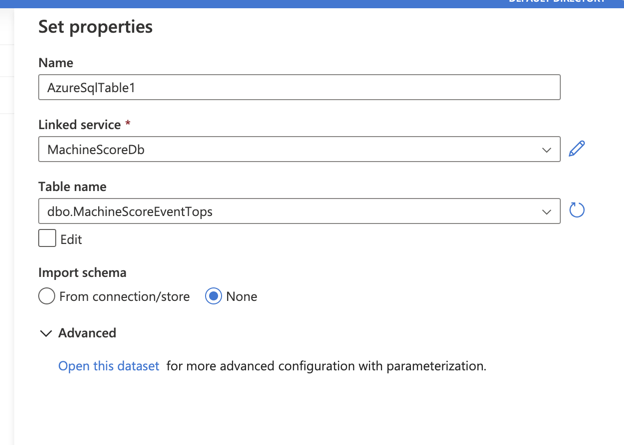 DEFAULT DIRECTORY
Set properties
Name
AzureSqlTable1
Linked service *
MachineScoreDb
Table name
dbo.MachineScoreEventTops
Edit
Import schema
From connection/store None
Advanced
Open this dataset for more advanced configuration with parameterization.